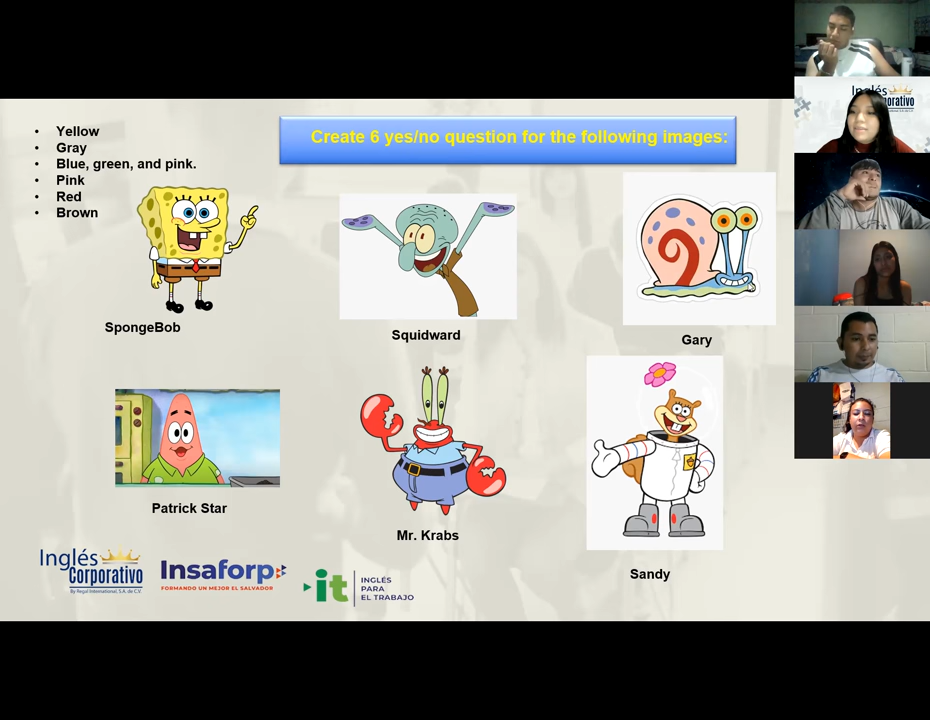 Create 6 yes/no question for the following images:
• Yellow
• Gray
• Blue, green, and pink.
• Pink
• Red
• Brown
SpongeBob
Squidward
Gary
Patrick Star
Mr. Krabs
Sandy
Inglés
Corporativo
By Regal International, S.A. de C.V.
Insaforp
FORMANDO UN MEJOR EL SALVADOR
it
INGLÉS
PARA
EL TRABAJO
Inglés